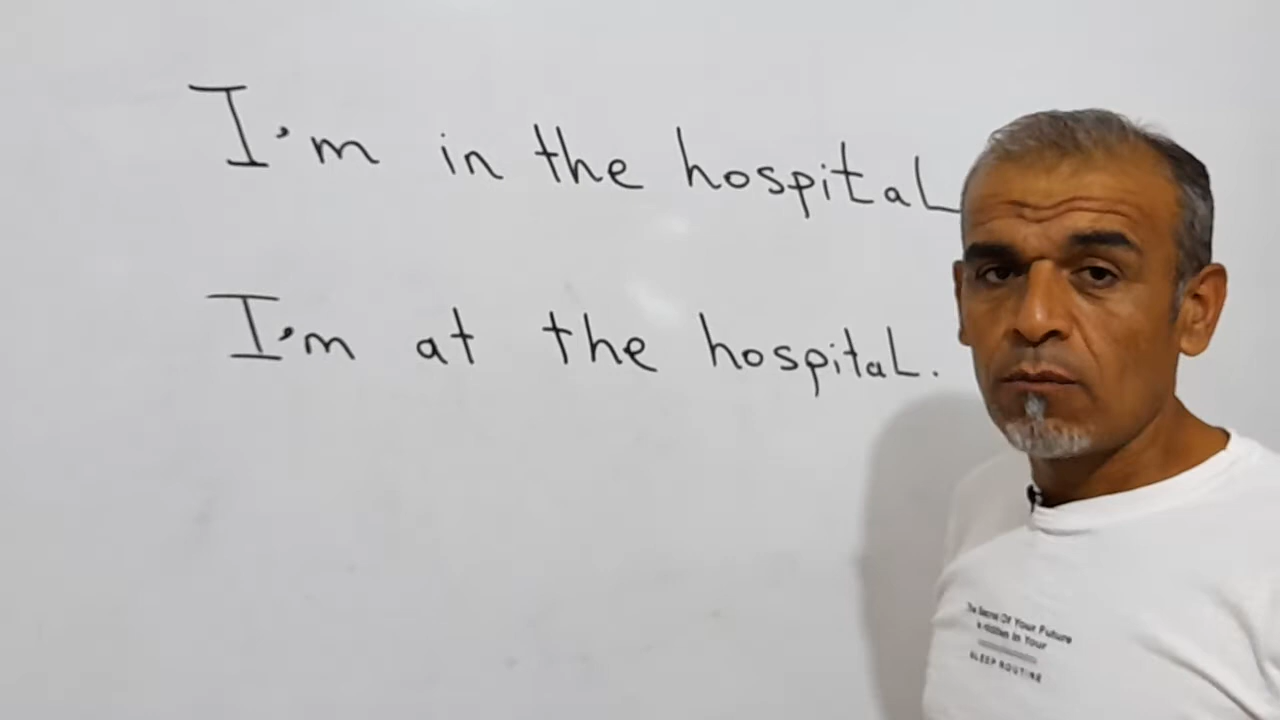 I'm in the hospital
I'm at the hospital.
The Secret Of Your Future
is Hidden In Your
SLEEP ROUTINE